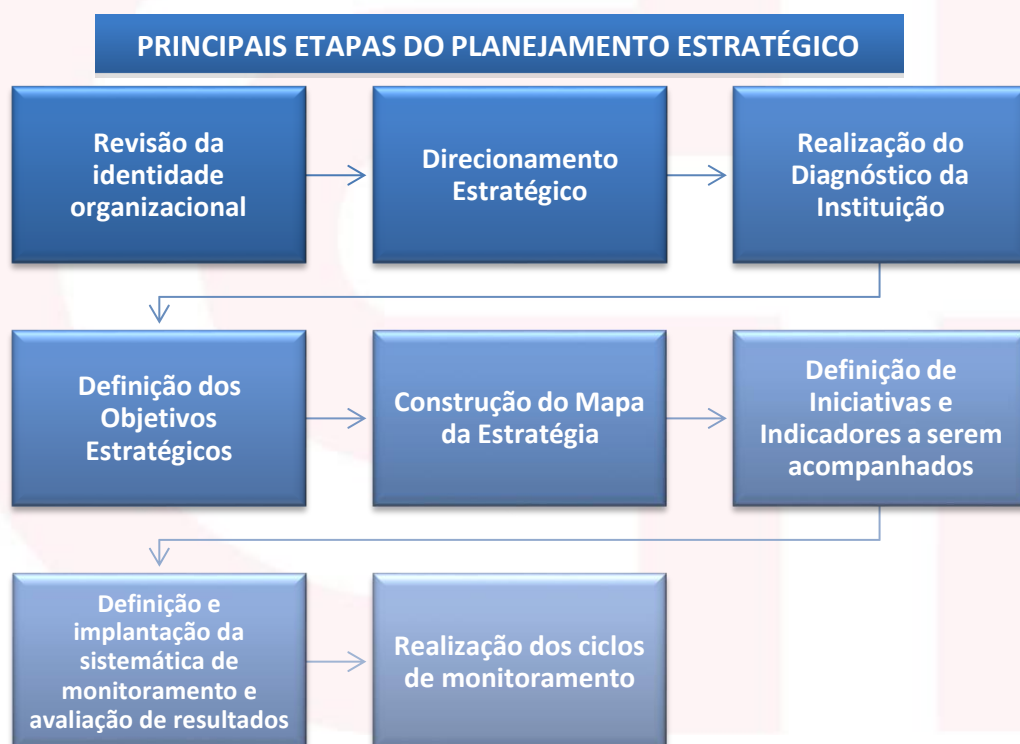 PRINCIPAIS ETAPAS DO PLANEJAMENTO ESTRATÉGICO
Revisão da
identidade
organizacional
Direcionamento
Estratégico
Realização do
Diagnóstico da
Instituição
Definição dos
Objetivos
Estratégicos
Construção do Mapa
da Estratégia
Definição de
Iniciativas e
Indicadores a serem
acompanhados
Definição e
implantação da
sistemática de
monitoramento e
avaliação de resultados
Realização dos ciclos
de monitoramento